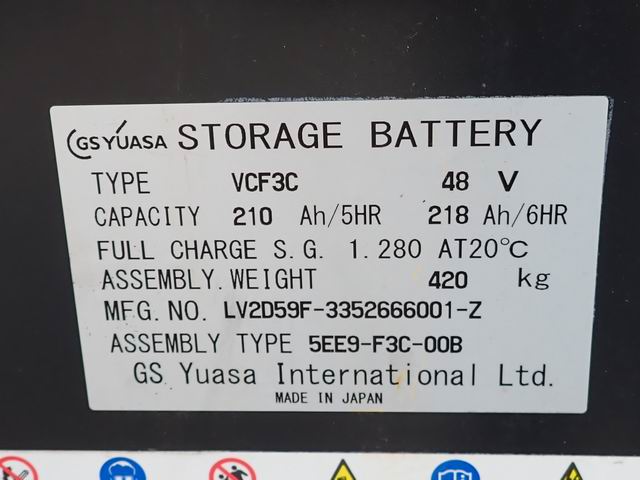 GS YUASA STORAGE BATTERY
TYPE VCF3C 48 V
CAPACITY 210 Ah/5HR 218 Ah/6HR
FULL CHARGE S.G. 1.280 AT20℃
ASSEMBLY.WEIGHT 420 kg
MFG.NO. LV2D59F-3352666001-Z
ASSEMBLY TYPE 5EE9-F3C-00B
GS Yuasa International Ltd.
MADE IN JAPAN